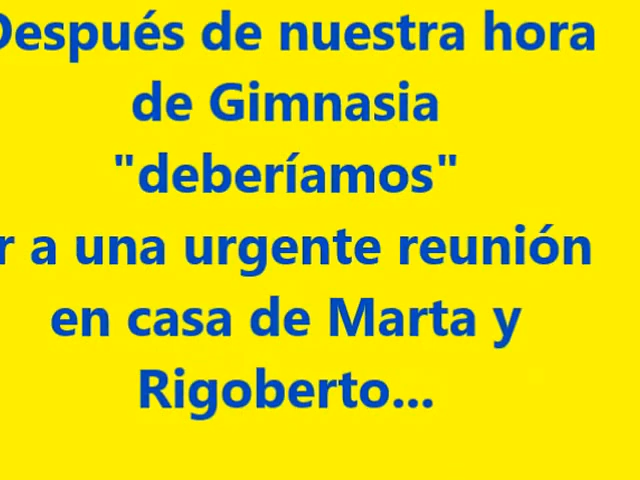 Después de nuestra hora
de Gimnasia
"deberíamos"
r a una urgente reunión
en casa de Marta y
Rigoberto...